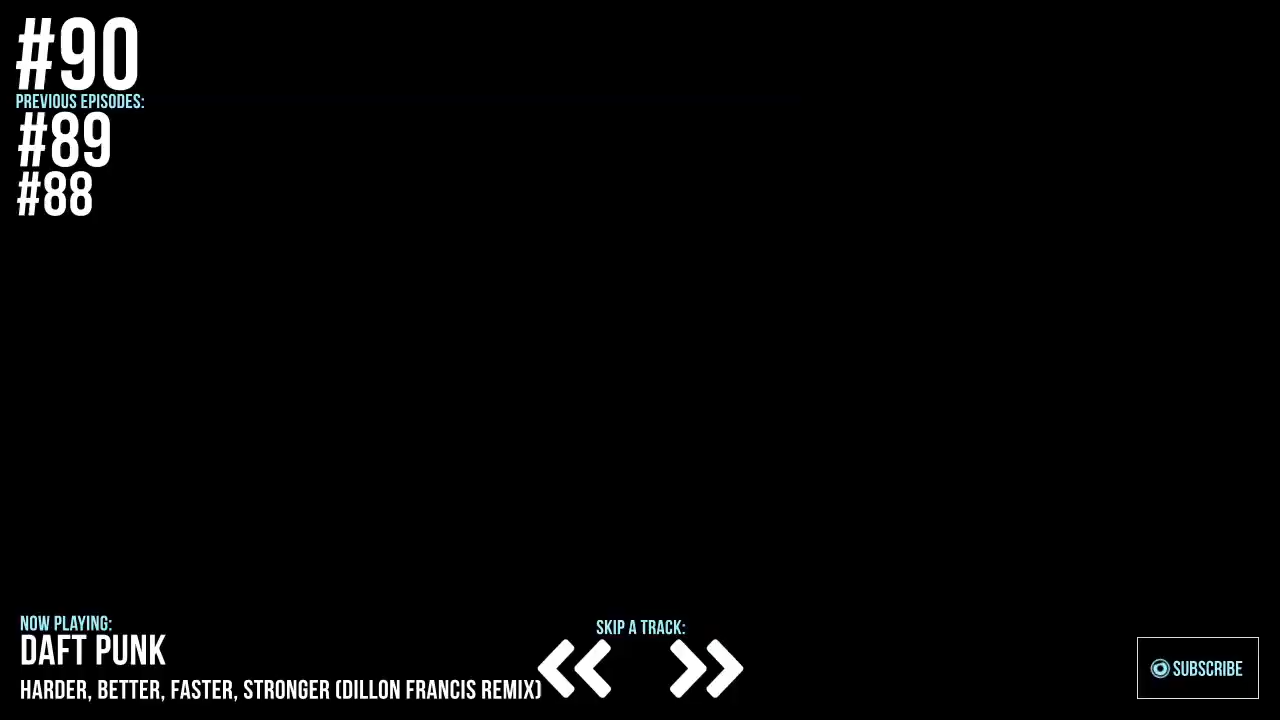 #90
PREVIOUS EPISODES:
#89
#88
NOW PLAYING:
DAFT PUNK
HARDER, BETTER, FASTER, STRONGER (DILLON FRANCIS REMIX)
SKIP A TRACK:
SUBSCRIBE